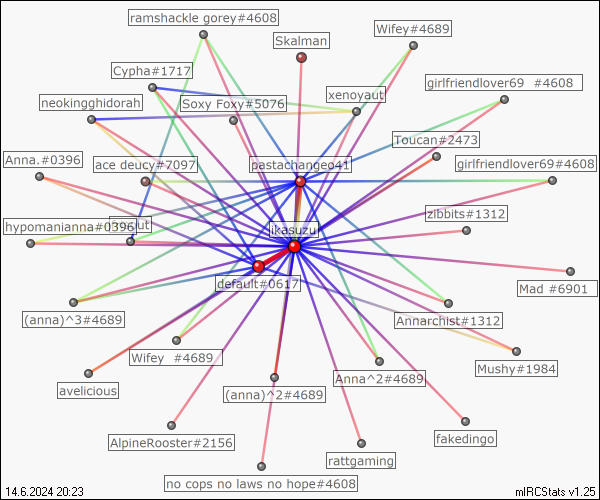 ramshackle gorey#4608
Skalman
Wifey#4689
Cypha#1717
girlfriendlover69 #4608
neokingghidorah
Soxy Foxy#5076
xenoyaut
Toucan#2473
Anna.#0396
ace deucy#7097
pastachangeo41
girlfriendlover69#4608
zibbits#1312
hypomanianna#0396
ikasuzu
default#0617
Mad #6901
(anna)^3#4689
Annarchist#1312
Wifey #4689
Mushy#1984
Anna^2#4689
avelicious
(anna)^2#4689
AlpineRooster#2156
fakedingo
rattgaming
no cops no laws no hope#4608
14.6.2024 20:23
mIRCStats v1.25